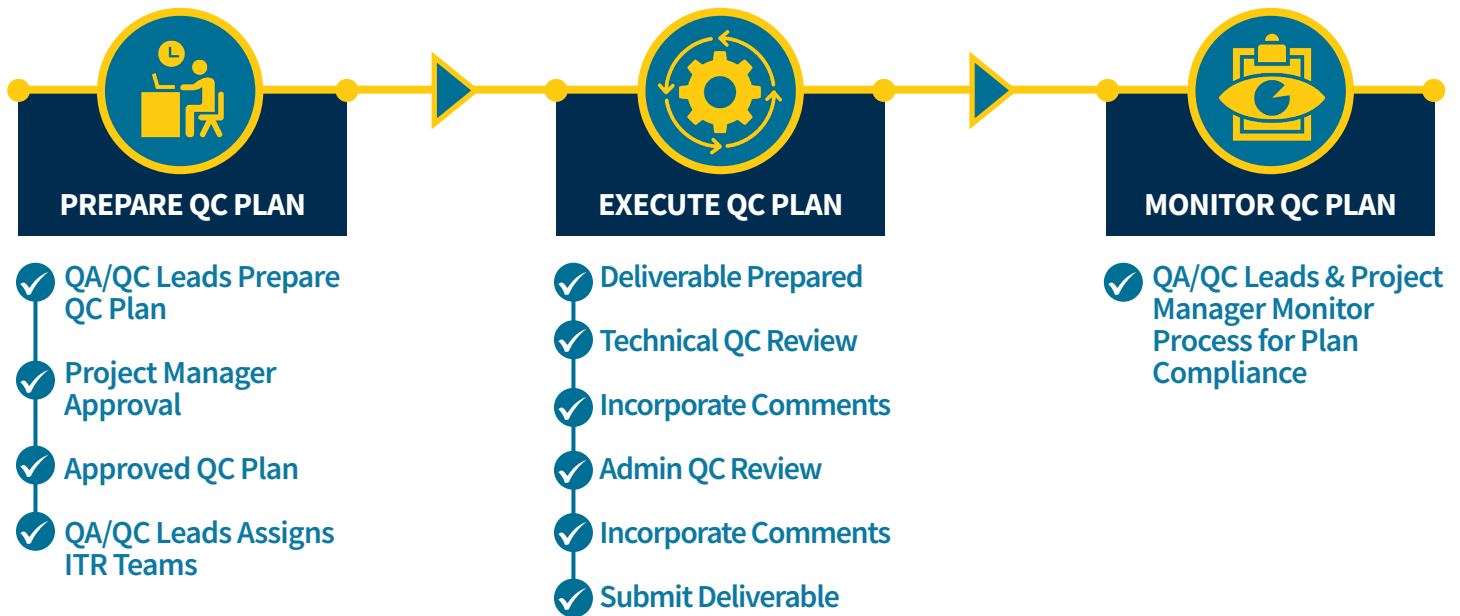 PREPARE QC PLAN
QA/QC Leads Prepare
QC Plan
Project Manager
Approval
Approved QC Plan
QA/QC Leads Assigns
ITR Teams
EXECUTE QC PLAN
Deliverable Prepared
Technical QC Review
Incorporate Comments
Admin QC Review
Incorporate Comments
Submit Deliverable
MONITOR QC PLAN
QA/QC Leads & Project
Manager Monitor
Process for Plan
Compliance